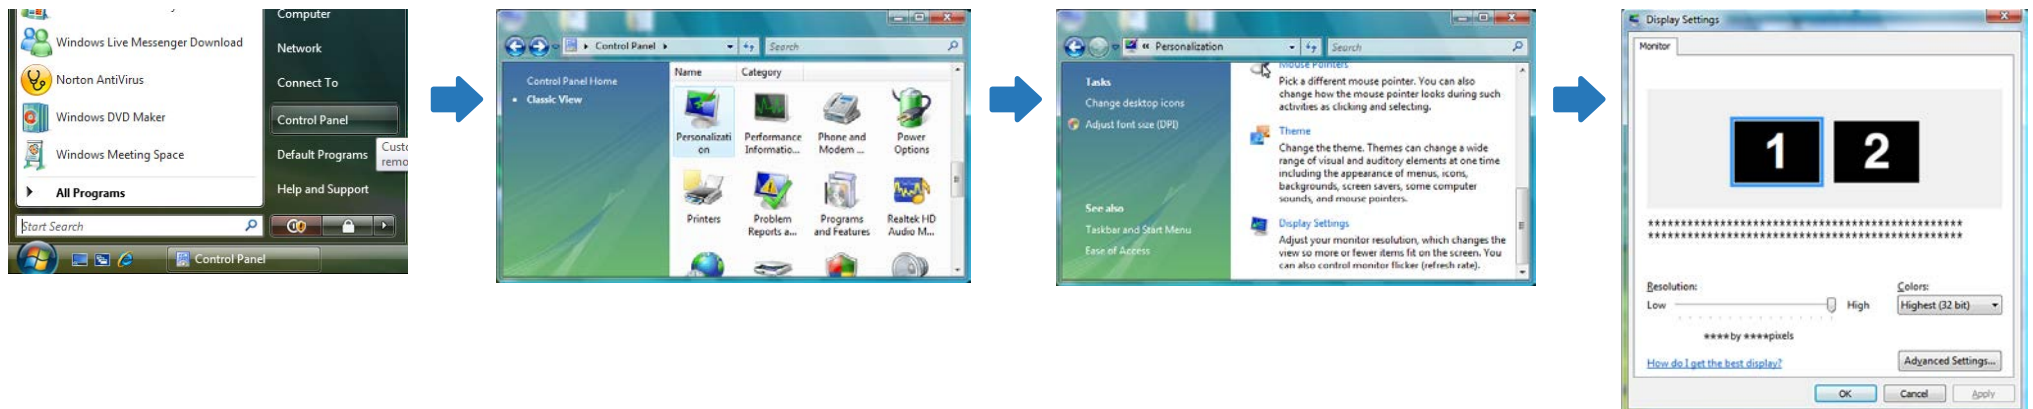 Computer
Windows Live Messenger Download
Network
Norton AntiVirus
Connect To
Windows DVD Maker
Control Panel
Windows Meeting Space
Default Programs
Custo
remo
All Programs
Help and Support
Start Search
Control Panel
Control Panel
Search
Control Panel Home
Classic View
Name Category
Personalizati
on
Performance
Informatio...
Phone and
Modem ...
Power
Options
Printers
Problem
Reports a...
Programs
and Features
Realtek HD
Audio M...
Personalization
Search
Tasks
Change desktop icons
Adjust font size (DPI)
See also
Taskbar and Start Menu
Ease of Access
Mouse Pointers
Pick a different mouse pointer. You can also
change how the mouse pointer looks during such
activities as clicking and selecting.
Theme
Change the theme. Themes can change a wide
range of visual and auditory elements at one time
including the appearance of menus, icons,
backgrounds, screen savers, some computer
sounds, and mouse pointers.
Display Settings
Adjust your monitor resolution, which changes the
view so more or fewer items fit on the screen. You
can also control monitor flicker (refresh rate).
Display Settings
Monitor
1 2
************************************************
************************************************
Resolution:
Low High
****by ****pixels
Colors:
Highest (32 bit)
How do I get the best display?
Advanced Settings...
OK Cancel Apply